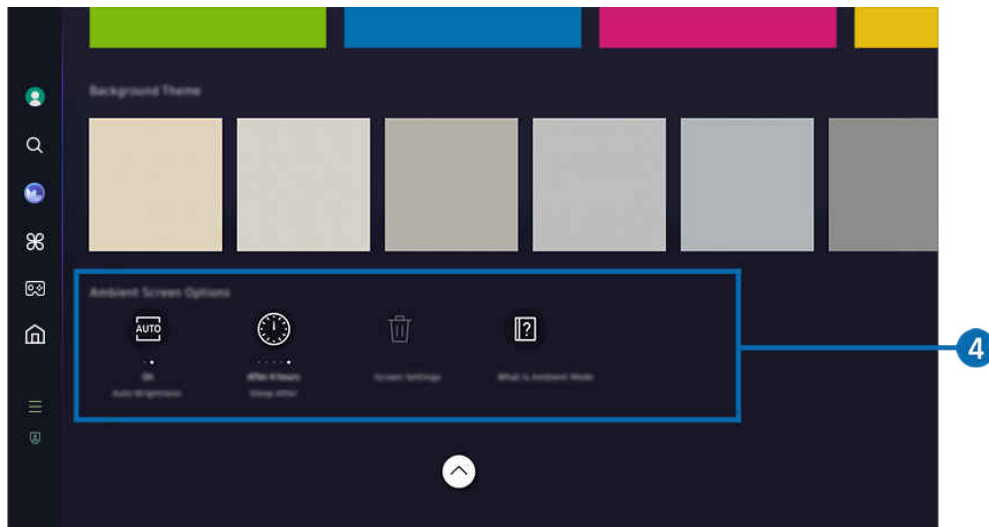 Background Theme
Ambient Screen Options
AUTO
?
On
After 4 hours
Screen Settings
What is Ambient Mode
Auto Brightness
Sleep After
4